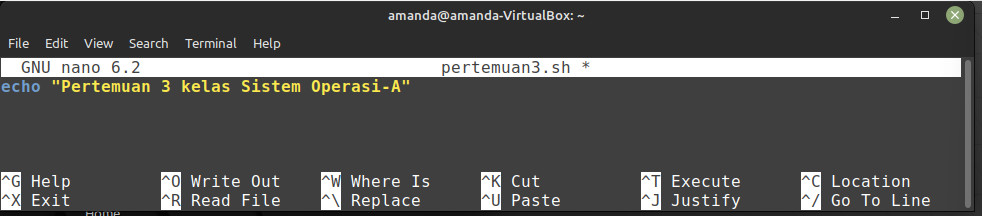 amanda@amanda-VirtualBox: ~
File Edit View Search Terminal Help
GNU nano 6.2 pertemuan3.sh *
echo "Pertemuan 3 kelas Sistem Operasi-A"
^G Help ^O Write Out ^W Where Is ^K Cut ^T Execute ^C Location
^X Exit ^R Read File ^\ Replace ^U Paste ^J Justify ^/ Go To Line
Home